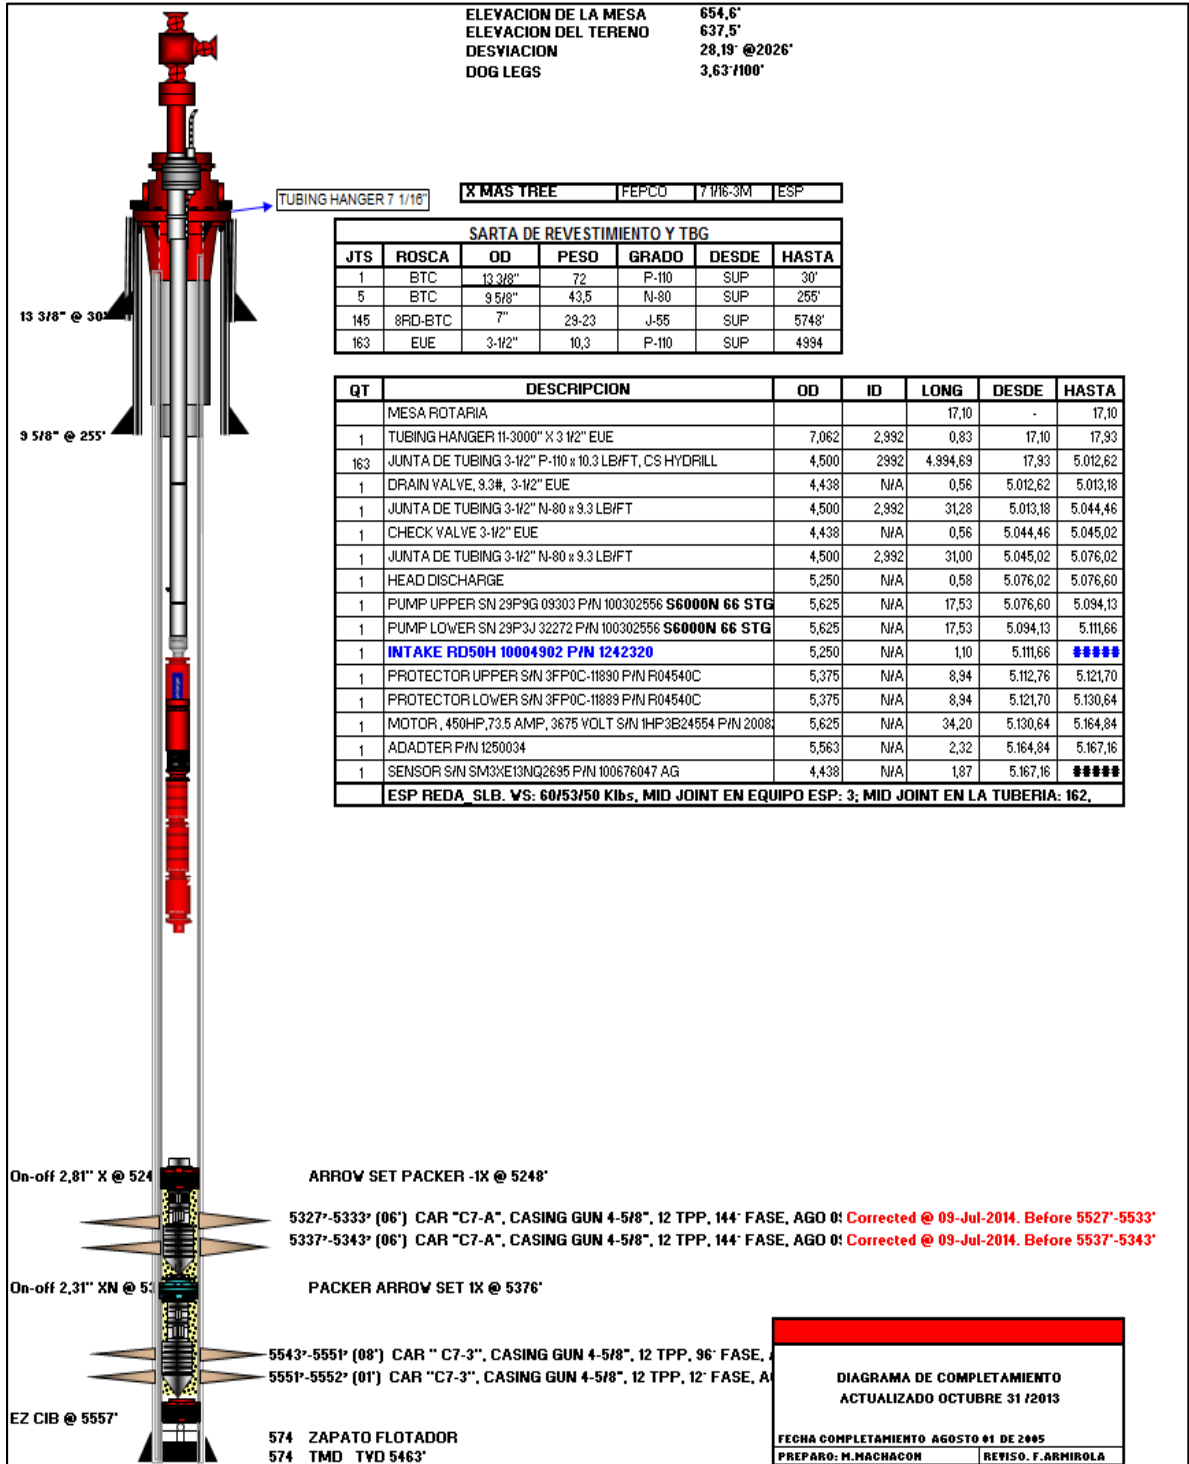 ELEVACION DE LA MESA 654,6'
ELEVACION DEL TERENO 637,5'
DESVIACION 28,19° @2026'
DOG LEGS 3,63°/100'
TUBING HANGER 7 1/16"
X MAS TREE FEPCO 7 1/16-3M ESP
SARTA DE REVESTIMIENTO Y TBG
JTS ROSCA OD PESO GRADO DESDE HASTA
1 BTC 13 3/8" 72 P-110 SUP 30'
5 BTC 9 5/8" 43,5 N-80 SUP 255'
145 8RD-BTC 7" 29-23 J-55 SUP 5748'
163 EUE 3-1/2" 10,3 P-110 SUP 4994
13 3/8" @ 30'
9 5/8" @ 255'
QT DESCRIPCION OD ID LONG DESDE HASTA
MESA ROTARIA 17,10 - 17,10
1 TUBING HANGER 11-3000" X 3 1/2" EUE 7,062 2,992 0,83 17,10 17,93
163 JUNTA DE TUBING 3-1/2" P-110 x 10.3 LB/FT, CS HYDRILL 4,500 2992 4.994,69 17,93 5.012,62
1 DRAIN VALVE, 9.3#, 3-1/2" EUE 4,438 N/A 0,56 5.012,62 5.013,18
1 JUNTA DE TUBING 3-1/2" N-80 x 9.3 LB/FT 4,500 2,992 31,28 5.013,18 5.044,46
1 CHECK VALVE 3-1/2" EUE 4,438 N/A 0,56 5.044,46 5.045,02
1 JUNTA DE TUBING 3-1/2" N-80 x 9.3 LB/FT 4,500 2,992 31,00 5.045,02 5.076,02
1 HEAD DISCHARGE 5,250 N/A 0,58 5.076,02 5.076,60
1 PUMP UPPER SN 29P9G 09303 P/N 100302556 S6000N 66 STG 5,625 N/A 17,53 5.076,60 5.094,13
1 PUMP LOWER SN 29P3J 32272 P/N 100302556 S6000N 66 STG 5,625 N/A 17,53 5.094,13 5.111,66
1 INTAKE RD50H 10004902 P/N 1242320 5,250 N/A 1,10 5.111,66 #####
1 PROTECTOR UPPER S/N 3FP0C-11890 P/N R04540C 5,375 N/A 8,94 5.112,76 5.121,70
1 PROTECTOR LOWER S/N 3FP0C-11889 P/N R04540C 5,375 N/A 8,94 5.121,70 5.130,64
1 MOTOR , 450HP,73.5 AMP, 3675 VOLT S/N 1HP3B24554 P/N 2008 5,625 N/A 34,20 5.130,64 5.164,84
1 ADADTER P/N 1250034 5,563 N/A 2,32 5.164,84 5.167,16
1 SENSOR S/N SM3XE13NQ2695 P/N 100676047 AG 4,438 N/A 1,87 5.167,16 #####
ESP REDA_SLB. WS: 60/53/50 Klbs, MID JOINT EN EQUIPO ESP: 3; MID JOINT EN LA TUBERIA: 162,
On-off 2,81" X @ 524 ARROW SET PACKER -1X @ 5248'
5327'-5333' (06') CAR "C7-A", CASING GUN 4-5/8", 12 TPP, 144° FASE, AGO 0 Corrected @ 09-Jul-2014. Before 5527'-5533'
5337'-5343' (06') CAR "C7-A", CASING GUN 4-5/8", 12 TPP, 144° FASE, AGO 0 Corrected @ 09-Jul-2014. Before 5537'-5343'
On-off 2,31" XN @ 53 PACKER ARROW SET 1X @ 5376'
5543'-5551' (08') CAR " C7-3", CASING GUN 4-5/8", 12 TPP, 96° FASE,
5551'-5552' (01') CAR "C7-3", CASING GUN 4-5/8", 12 TPP, 12° FASE, A
EZ CIB @ 5557'
574 ZAPATO FLOTADOR
574 TMD TVD 5463'
DIAGRAMA DE COMPLETAMIENTO
ACTUALIZADO OCTUBRE 31 /2013
FECHA COMPLETAMIENTO AGOSTO 01 DE 2005
PREPARO: M.MACHACON REVISO. F.ARMIROLA